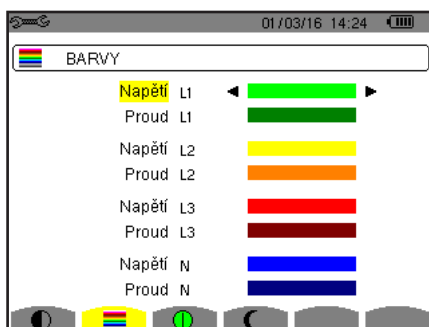 01/03/16 14:24
BARVY
Napětí L1
Proud L1
Napětí L2
Proud L2
Napětí L3
Proud L3
Napětí N
Proud N